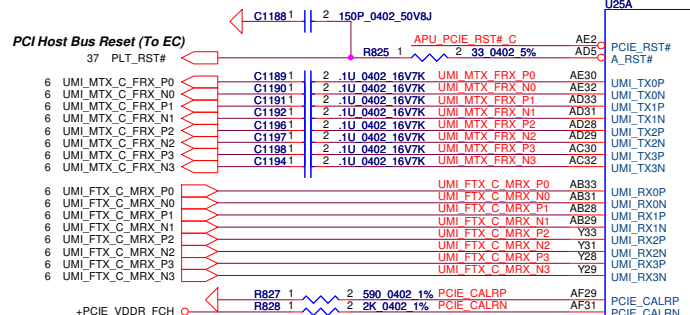 U25A
C1188 1 2 150P_0402_50V8J
PCI Host Bus Reset (To EC)
APU_PCIE_RST#_C AE2 PCIE_RST#
37 PLT_RST# R825 1 2 33_0402_5% AD5 A_RST#
6 UMI_MTX_C_FRX_P0 C1189 1 2 .1U_0402_16V7K UMI_MTX_FRX_P0 AE30 UMI_TX0P
6 UMI_MTX_C_FRX_N0 C1190 1 2 .1U_0402_16V7K UMI_MTX_FRX_N0 AE32 UMI_TX0N
6 UMI_MTX_C_FRX_P1 C1191 1 2 .1U_0402_16V7K UMI_MTX_FRX_P1 AD33 UMI_TX1P
6 UMI_MTX_C_FRX_N1 C1192 1 2 .1U_0402_16V7K UMI_MTX_FRX_N1 AD31 UMI_TX1N
6 UMI_MTX_C_FRX_P2 C1196 1 2 .1U_0402_16V7K UMI_MTX_FRX_P2 AD28 UMI_TX2P
6 UMI_MTX_C_FRX_N2 C1197 1 2 .1U_0402_16V7K UMI_MTX_FRX_N2 AD29 UMI_TX2N
6 UMI_MTX_C_FRX_P3 C1198 1 2 .1U_0402_16V7K UMI_MTX_FRX_P3 AC30 UMI_TX3P
6 UMI_MTX_C_FRX_N3 C1194 1 2 .1U_0402_16V7K UMI_MTX_FRX_N3 AC32 UMI_TX3N
6 UMI_FTX_C_MRX_P0 UMI_FTX_C_MRX_P0 AB33 UMI_RX0P
6 UMI_FTX_C_MRX_N0 UMI_FTX_C_MRX_N0 AB31 UMI_RX0N
6 UMI_FTX_C_MRX_P1 UMI_FTX_C_MRX_P1 AB28 UMI_RX1P
6 UMI_FTX_C_MRX_N1 UMI_FTX_C_MRX_N1 AB29 UMI_RX1N
6 UMI_FTX_C_MRX_P2 UMI_FTX_C_MRX_P2 Y33 UMI_RX2P
6 UMI_FTX_C_MRX_N2 UMI_FTX_C_MRX_N2 Y31 UMI_RX2N
6 UMI_FTX_C_MRX_P3 UMI_FTX_C_MRX_P3 Y28 UMI_RX3P
6 UMI_FTX_C_MRX_N3 UMI_FTX_C_MRX_N3 Y29 UMI_RX3N
R827 1 2 590_0402_1% PCIE_CALRP AF29 PCIE_CALRP
+PCIE_VDDR_FCH R828 1 2 2K_0402_1% PCIE_CALRN AF31 PCIE_CALRN